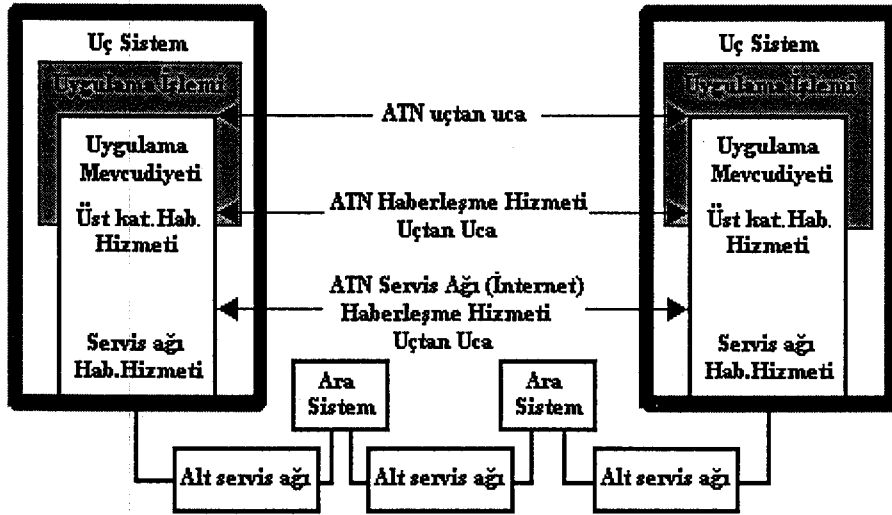 Uç Sistem
Uygulama İşlemi
Uygulama
Mevcudiyeti
Üst kat.Hab.
Hizmeti
Servis ağı
Hab.Hizmeti
ATN uçtan uca
ATN Haberleşme Hizmeti
Uçtan Uca
ATN Servis Ağı (İnternet)
Haberleşme Hizmeti
Uçtan Uca
Uç Sistem
Uygulama İşlemi
Uygulama
Mevcudiyeti
Üst kat.Hab.
Hizmeti
Servis ağı
Hab.Hizmeti
Ara
Sistem
Ara
Sistem
Alt servis ağı
Alt servis ağı
Alt servis ağı